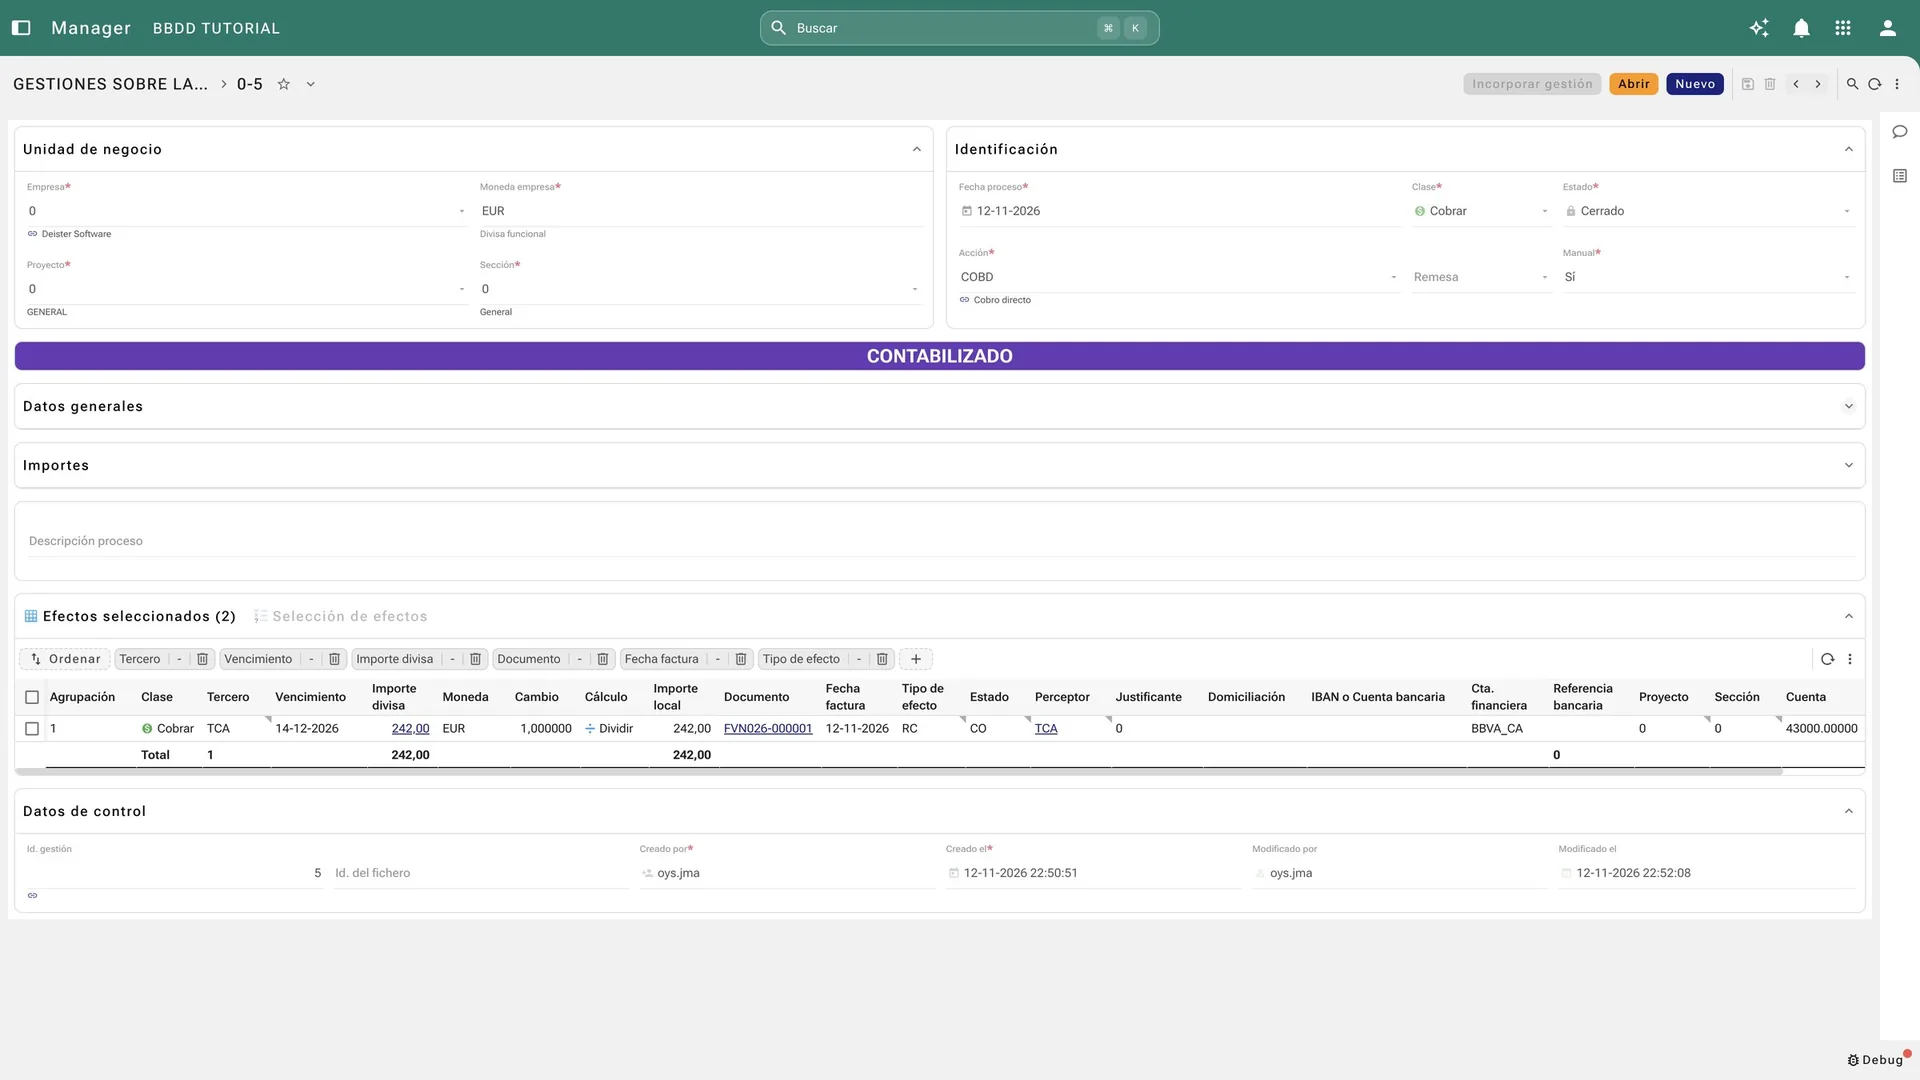 Manager BBDD TUTORIAL Buscar ⌘ K
GESTIONES SOBRE LA... > 0-5 Incorporar gestión Abrir Nuevo
Unidad de negocio
Empresa* Moneda empresa*
0 EUR
Deister Software Divisa funcional
Proyecto* Sección*
0 0
GENERAL General
Identificación
Fecha proceso* Clase* Estado*
12-11-2026 Cobrar Cerrado
Acción* Manual*
COBD Remesa Sí
Cobro directo
CONTABILIZADO
Datos generales
Importes
Descripción proceso
Efectos seleccionados (2) Selección de efectos
Ordenar Tercero - Vencimiento - Importe divisa - Documento - Fecha factura - Tipo de efecto - +
Agrupación Clase Tercero Vencimiento Importe divisa Moneda Cambio Cálculo Importe local Documento Fecha factura Tipo de efecto Estado Perceptor Justificante Domiciliación IBAN o Cuenta bancaria Cta. financiera Referencia bancaria Proyecto Sección Cuenta
1 Cobrar TCA 14-12-2026 242,00 EUR 1,000000 ÷ Dividir 242,00 FVN026-000001 12-11-2026 RC CO TCA 0 BBVA_CA 0 0 43000.00000
Total 1 242,00 242,00 0
Datos de control
Id. gestión Creado por* Creado el* Modificado por Modificado el
5 Id. del fichero oys.jma 12-11-2026 22:50:51 oys.jma 12-11-2026 22:52:08
Debug